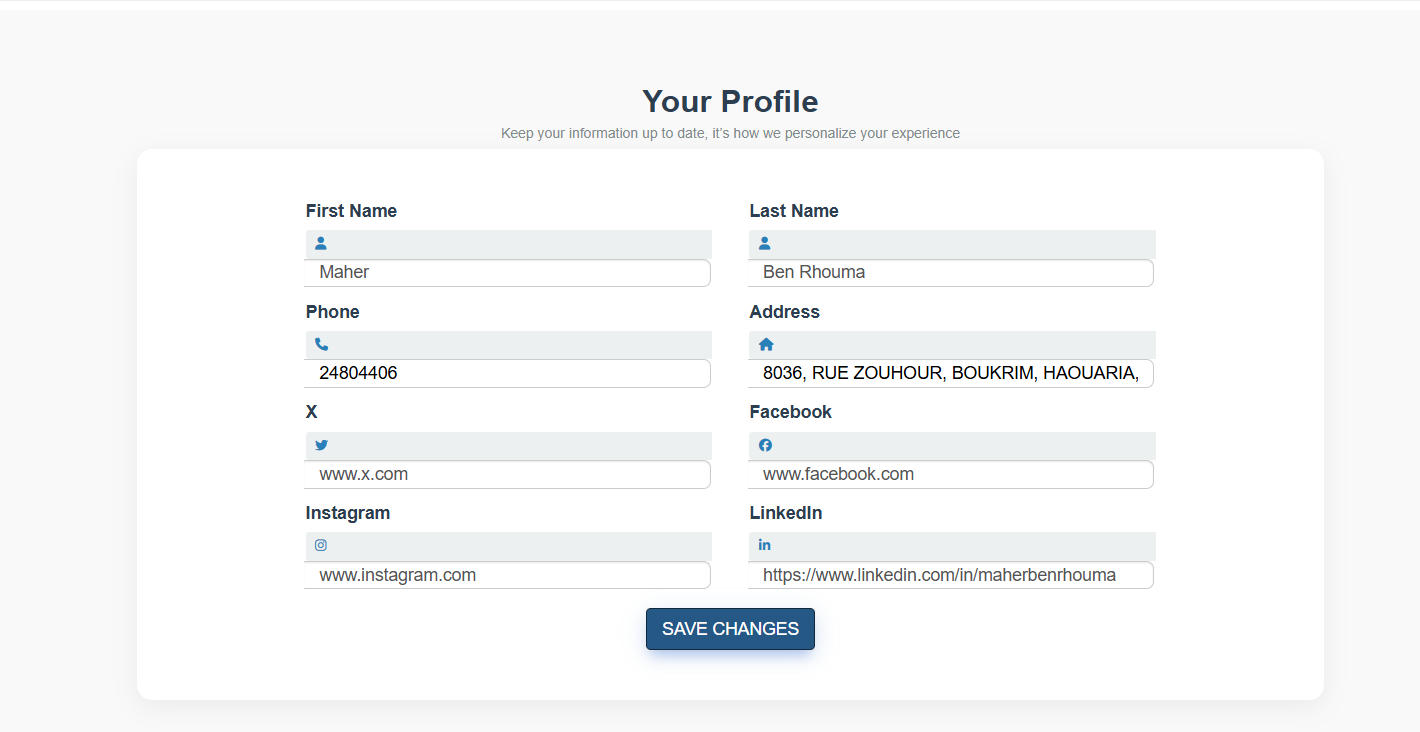 Your Profile
Keep your information up to date, it's how we personalize your experience
First Name
Last Name
Maher
Ben Rhouma
Phone
Address
24804406
8036, RUE ZOUHOUR, BOUKRIM, HAOUARIA,
X
Facebook
www.x.com
www.facebook.com
Instagram
LinkedIn
www.instagram.com
https://www.linkedin.com/in/maherbenrhouma
SAVE CHANGES